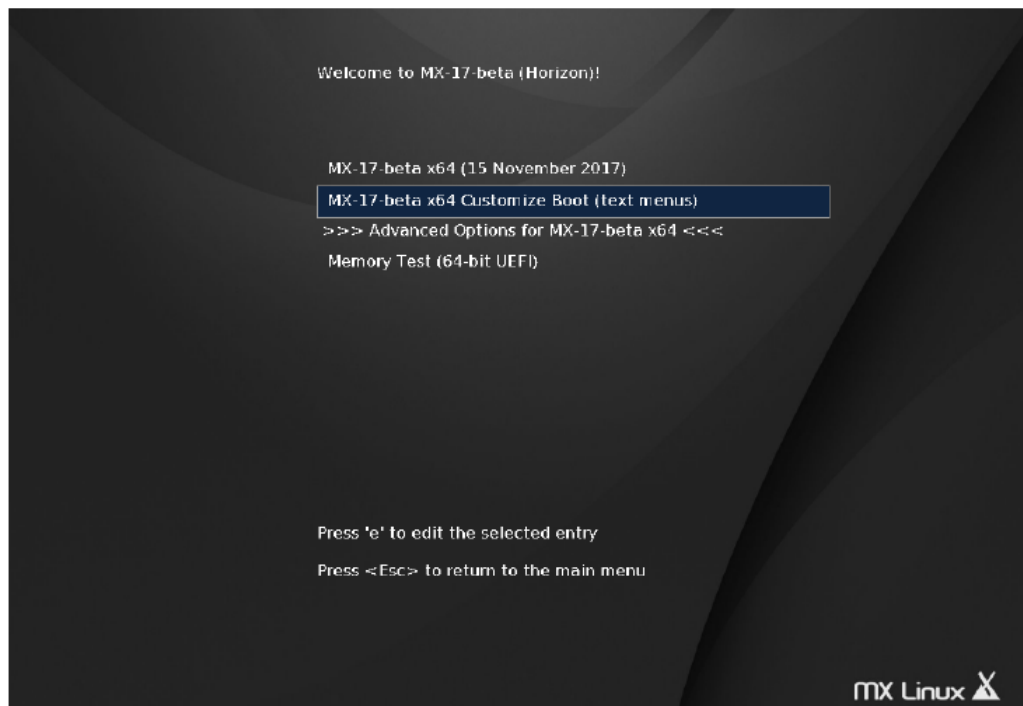 Welcome to MX-17-beta (Horizon)!
MX-17-beta x64 (15 November 2017)
MX-17-beta x64 Customize Boot (text menus)
>>> Advanced Options for MX-17-beta x64 <<<
Memory Test (64-bit UEFI)
Press 'e' to edit the selected entry
Press <Esc> to return to the main menu
MX Linux